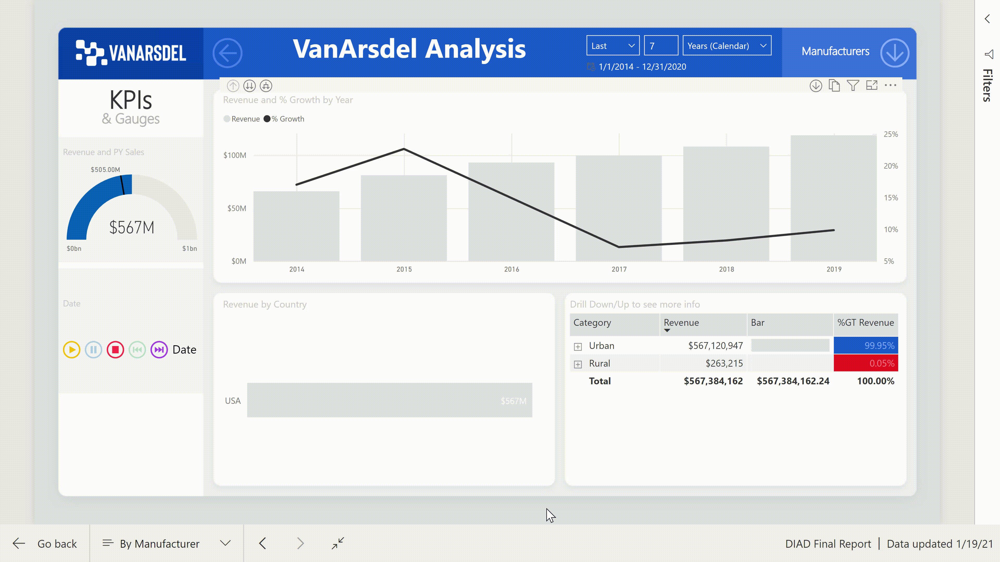 VANARSDEL
VanArsdel Analysis
Last
7
Years (Calendar)
1/1/2014 - 12/31/2020
Manufacturers
Filters
KPIs
& Gauges
Revenue and PY Sales
$505.00M
$567M
$0bn
$1bn
Date
Date
Revenue and % Growth by Year
Revenue
% Growth
$100M
$50M
$0M
25%
20%
15%
10%
5%
2014
2015
2016
2017
2018
2019
Revenue by Country
USA
$567M
Drill Down/Up to see more info
Category Revenue Bar %GT Revenue
Urban $567,120,947 99.95%
Rural $263,215 0.05%
Total $567,384,162 $567,384,162.24 100.00%
Go back
By Manufacturer
DIAD Final Report | Data updated 1/19/21